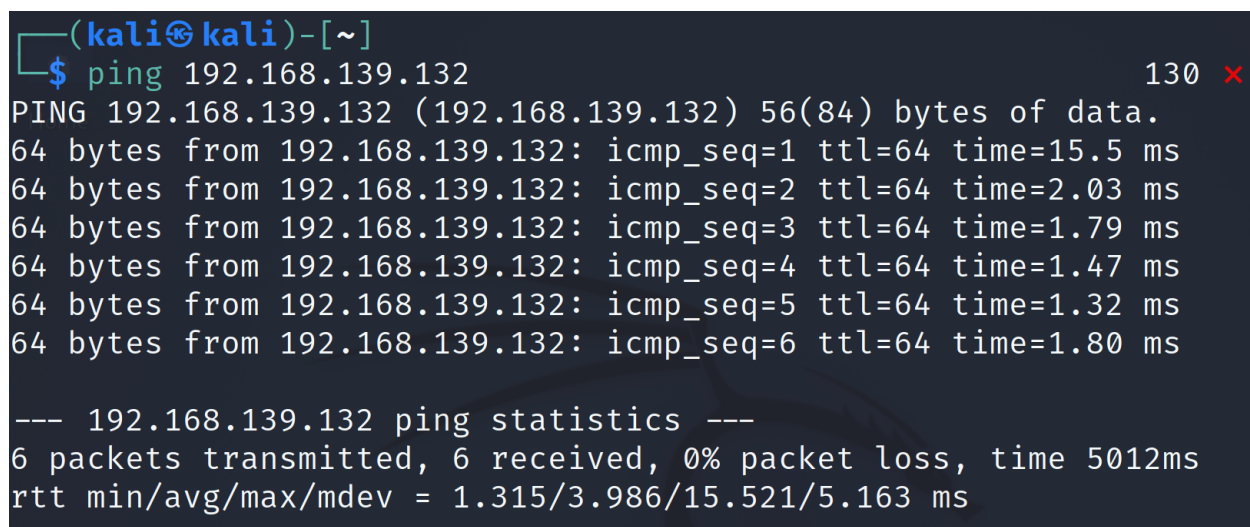 ┌──(kali㉿kali)-[~]
└─$ ping 192.168.139.132 130 ⨯
PING 192.168.139.132 (192.168.139.132) 56(84) bytes of data.
64 bytes from 192.168.139.132: icmp_seq=1 ttl=64 time=15.5 ms
64 bytes from 192.168.139.132: icmp_seq=2 ttl=64 time=2.03 ms
64 bytes from 192.168.139.132: icmp_seq=3 ttl=64 time=1.79 ms
64 bytes from 192.168.139.132: icmp_seq=4 ttl=64 time=1.47 ms
64 bytes from 192.168.139.132: icmp_seq=5 ttl=64 time=1.32 ms
64 bytes from 192.168.139.132: icmp_seq=6 ttl=64 time=1.80 ms

--- 192.168.139.132 ping statistics ---
6 packets transmitted, 6 received, 0% packet loss, time 5012ms
rtt min/avg/max/mdev = 1.315/3.986/15.521/5.163 ms